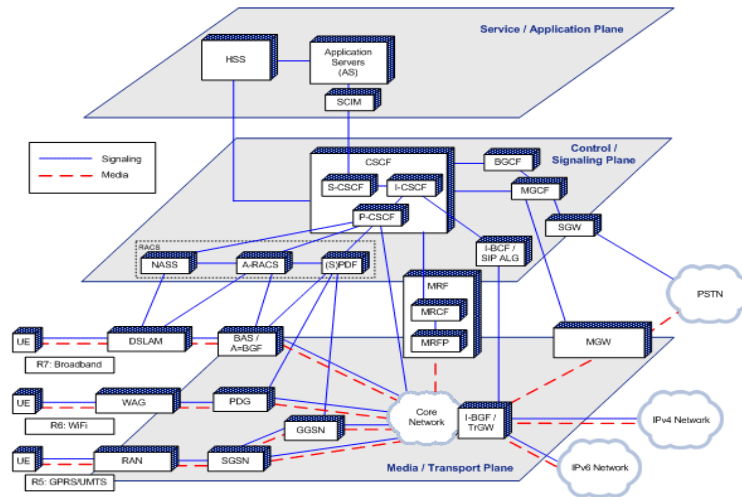 Service / Application Plane
HSS
Application
Servers
(AS)
SCIM
Signaling
Media
Control /
Signaling Plane
CSCF
BGCF
S-CSCF
I-CSCF
MGCF
P-CSCF
SGW
RACS
I-BCF /
SIP ALG
NASS
A-RACS
(S)PDF
MRF
PSTN
MRCF
UE
DSLAM
BAS /
A=BGF
MRFP
MGW
R7: Broadband
UE
WAG
PDG
Core
Network
I-BGF /
TrGW
IPv4 Network
R6: WiFi
GGSN
UE
RAN
SGSN
Media / Transport Plane
IPv6 Network
R5: GPRS/UMTS